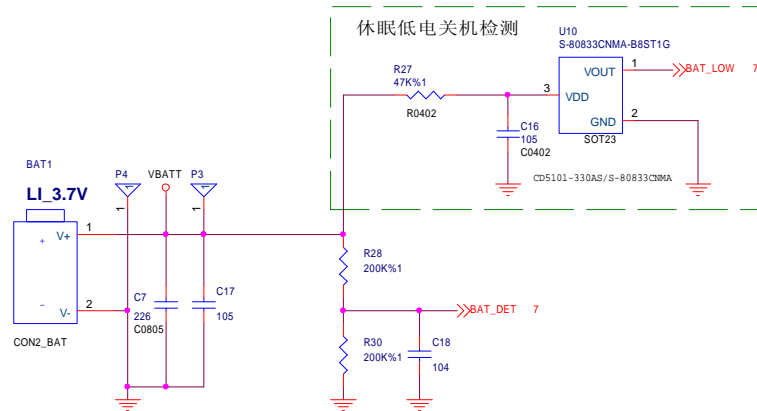 休眠低电关机检测
U10
S-80833CNMA-B8ST1G
R27
47K%1
R0402
VOUT
1
BAT_LOW 7
3
VDD
GND
2
SOT23
C16
105
C0402
CD5101-330AS/S-80833CNMA
BAT1
P4
VBATT
P3
1
1
LI_3.7V
1
1
+
V+
1
-
V-
2
CON2_BAT
C7
226
C0805
C17
105
R28
200K%1
BAT_DET 7
R30
200K%1
C18
104